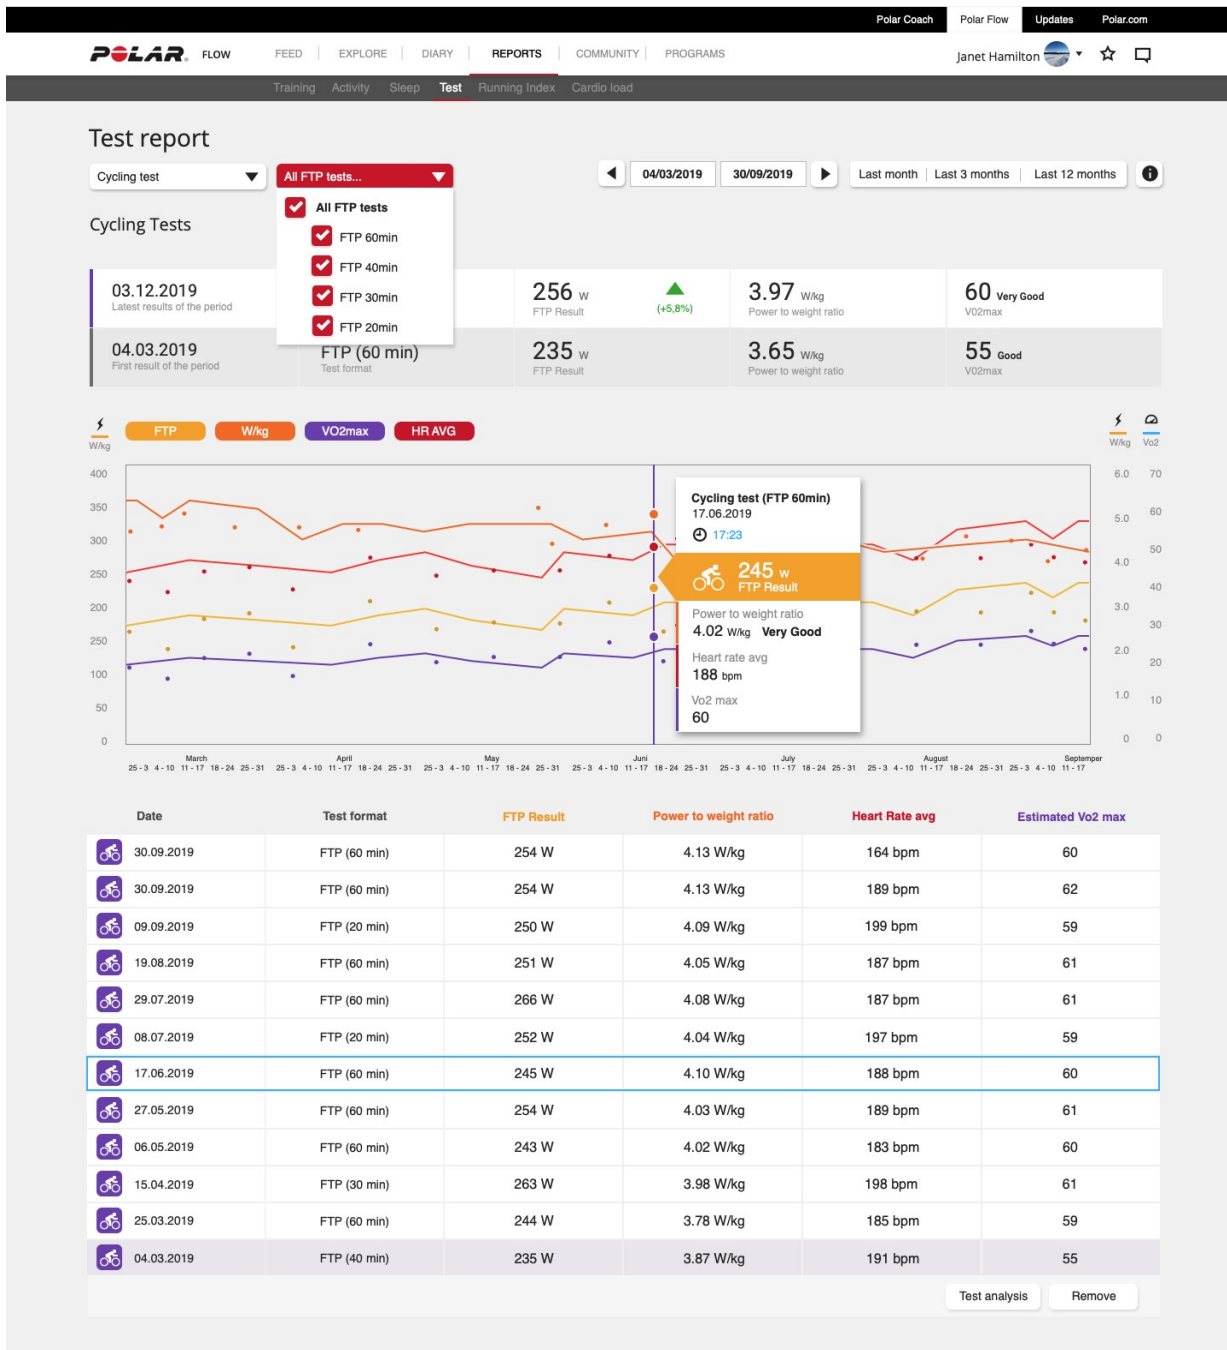 Polar Coach Polar Flow Updates Polar.com
POLAR. FLOW FEED EXPLORE DIARY REPORTS COMMUNITY PROGRAMS Janet Hamilton
Training Activity Sleep Test Running Index Cardio load
Test report
Cycling test All FTP tests... 04/03/2019 30/09/2019 Last month Last 3 months Last 12 months
All FTP tests
FTP 60min
FTP 40min
FTP 30min
FTP 20min
Cycling Tests
03.12.2019 256 W (+5,8%) 3.97 W/kg 60 Very Good
Latest results of the period FTP Result Power to weight ratio V02max
04.03.2019 FTP (60 min) 235 W 3.65 W/kg 55 Good
First result of the period Test format FTP Result Power to weight ratio V02max
W/kg FTP W/kg VO2max HR AVG W/kg Vo2
400 6.0 70
350 5.0 60
300 50
250 4.0 40
200 3.0 30
250 2.0
100 20
50 1.0 10
0 0 0
Cycling test (FTP 60min)
17.06.2019
17:23
245 W
FTP Result
Power to weight ratio
4.02 W/kg Very Good
Heart rate avg
188 bpm
Vo2 max
60
March April May Juni July August Septemper
25 - 3 4 - 10 11 - 17 18 - 24 25 - 31 25 - 3 4 - 10 11 - 17 18 - 24 25 - 31 25 - 3 4 - 10 11 - 17 18 - 24 25 - 31 25 - 3 4 - 10 11 - 17 18 - 24 25 - 31 25 - 3 4 - 10 11 - 17 18 - 24 25 - 31 25 - 3 4 - 10 11 - 17 18 - 24 25 - 31 25 - 3 4 - 10 11 - 17
Date Test format FTP Result Power to weight ratio Heart Rate avg Estimated Vo2 max
30.09.2019 FTP (60 min) 254 W 4.13 W/kg 164 bpm 60
30.09.2019 FTP (60 min) 254 W 4.13 W/kg 189 bpm 62
09.09.2019 FTP (20 min) 250 W 4.09 W/kg 199 bpm 59
19.08.2019 FTP (60 min) 251 W 4.05 W/kg 187 bpm 61
29.07.2019 FTP (60 min) 266 W 4.08 W/kg 187 bpm 61
08.07.2019 FTP (20 min) 252 W 4.04 W/kg 197 bpm 59
17.06.2019 FTP (60 min) 245 W 4.10 W/kg 188 bpm 60
27.05.2019 FTP (60 min) 254 W 4.03 W/kg 189 bpm 61
06.05.2019 FTP (60 min) 243 W 4.02 W/kg 183 bpm 60
15.04.2019 FTP (30 min) 263 W 3.98 W/kg 198 bpm 61
25.03.2019 FTP (60 min) 244 W 3.78 W/kg 185 bpm 59
04.03.2019 FTP (40 min) 235 W 3.87 W/kg 191 bpm 55
Test analysis Remove